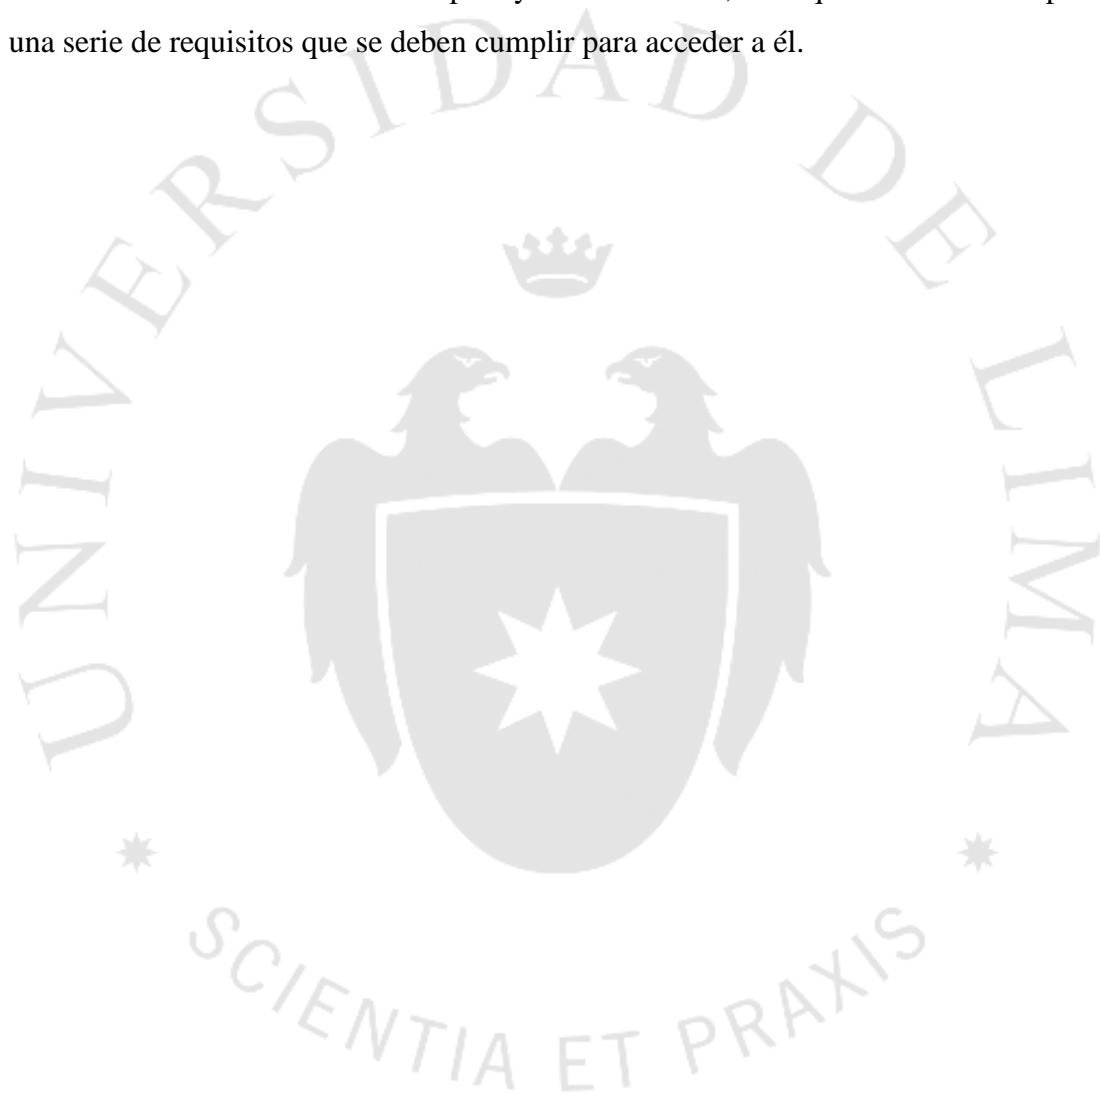 una serie de requisitos que se deben cumplir para acceder a él.
UNIVERSIDAD DE LIMA
SCIENTIA ET PRAXIS